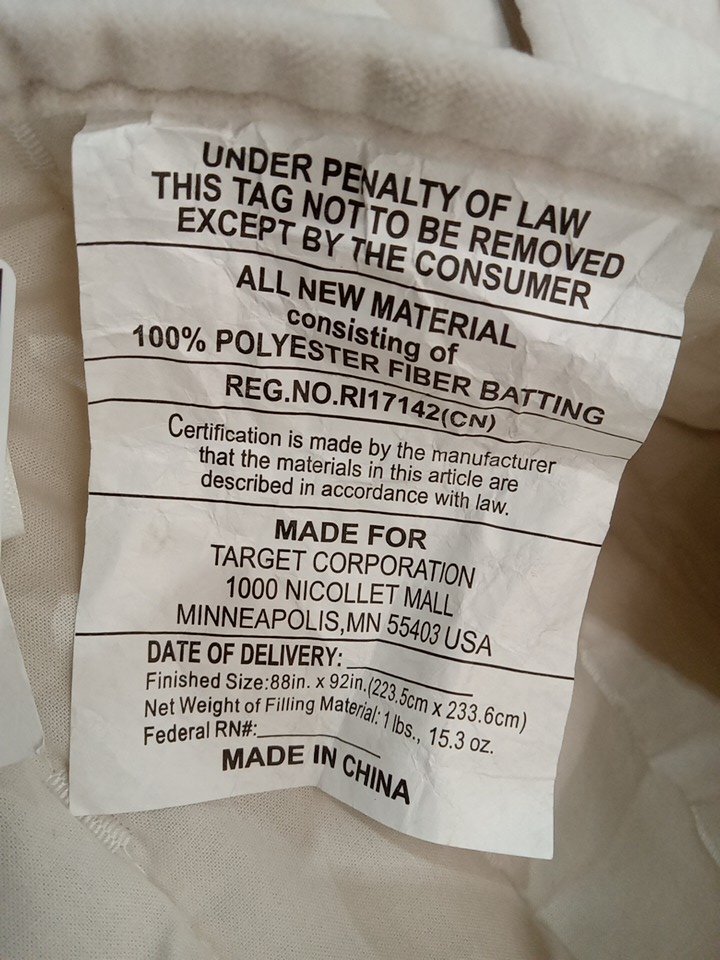 UNDER PENALTY OF LAW
THIS TAG NOT TO BE REMOVED
EXCEPT BY THE CONSUMER
ALL NEW MATERIAL
consisting of
100% POLYESTER FIBER BATTING
REG.NO.RI17142(CN)
Certification is made by the manufacturer
that the materials in this article are
described in accordance with law.
MADE FOR
TARGET CORPORATION
1000 NICOLLET MALL
MINNEAPOLIS,MN 55403 USA
DATE OF DELIVERY:
Finished Size:88in. x 92in.(223.5cm x 233.6cm)
Net Weight of Filling Material: 1 lbs., 15.3 oz.
Federal RN#:
MADE IN CHINA